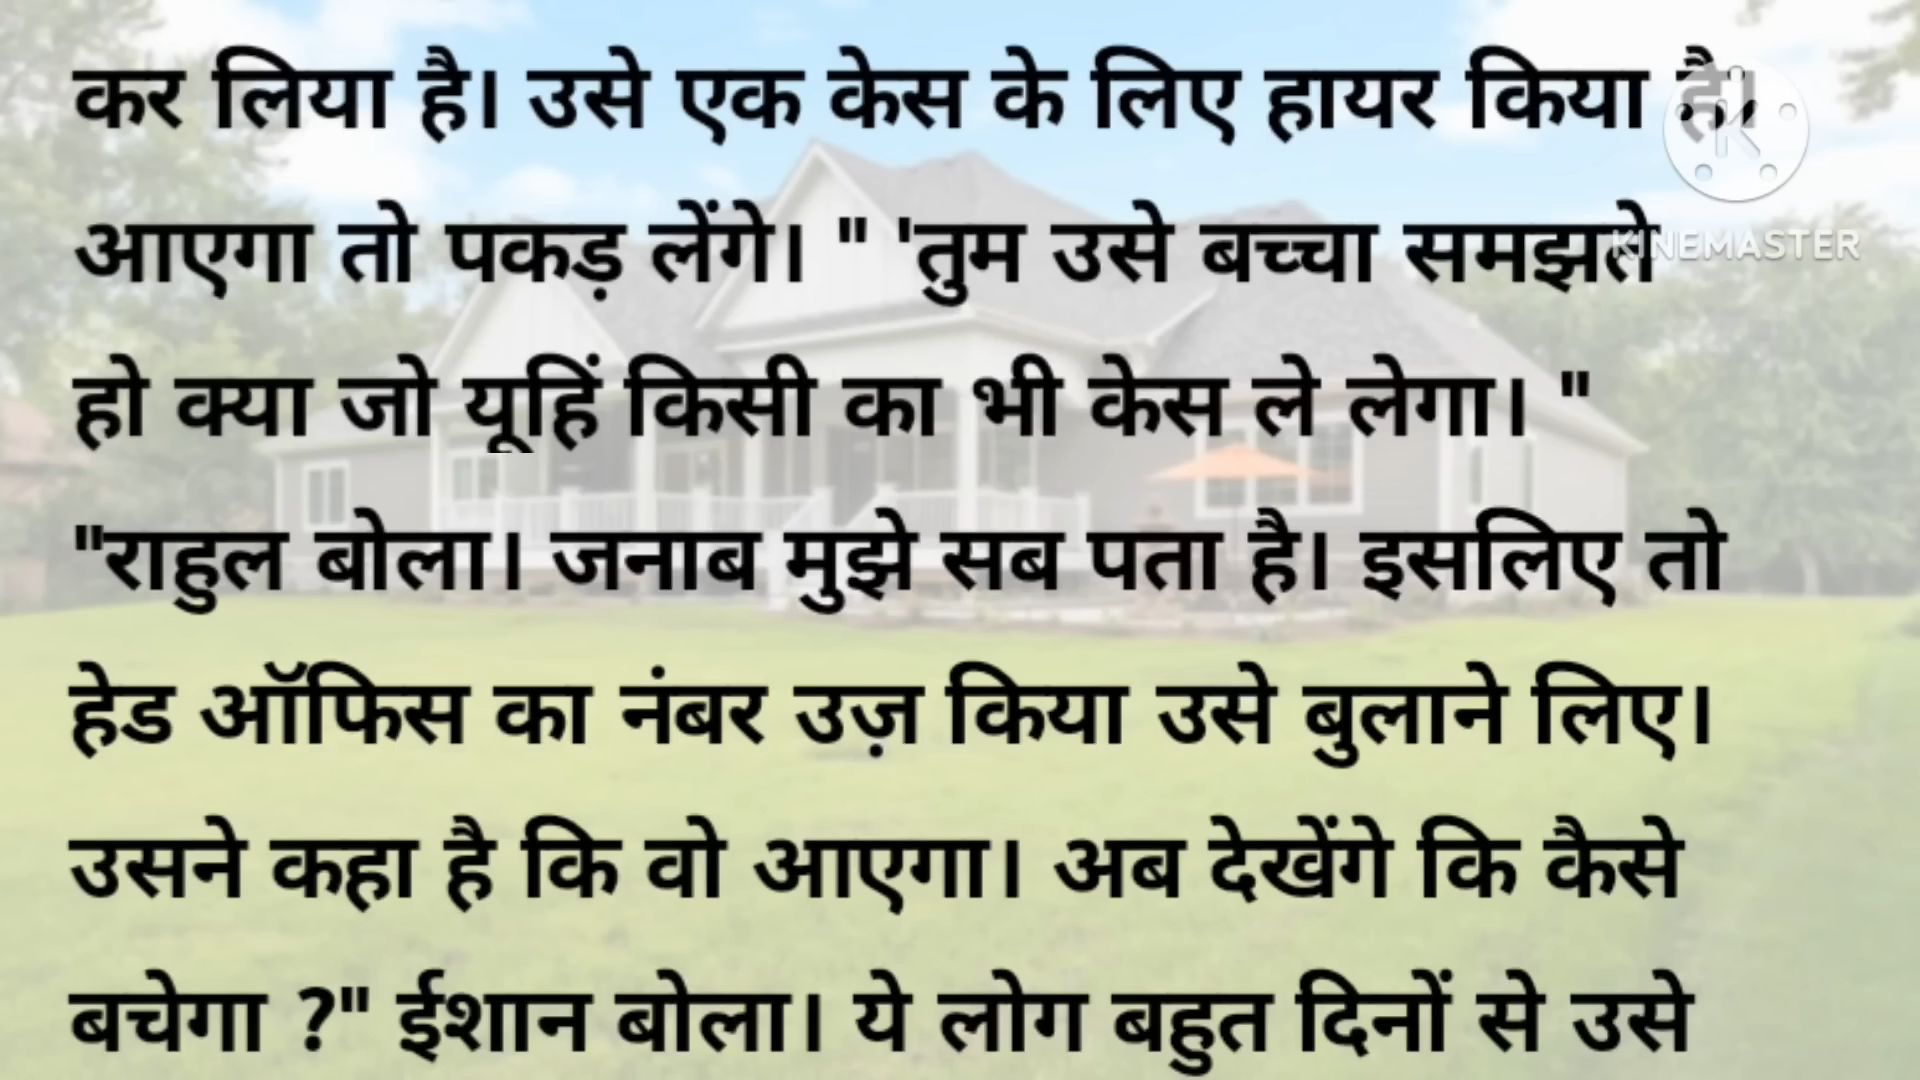 कर लिया है। उसे एक केस के लिए हायर किया है।
आएगा तो पकड़ लेंगे। " 'तुम उसे बच्चा समझते
KINEMASTER
हो क्या जो यूहिं किसी का भी केस ले लेगा। "
"राहुल बोला। जनाब मुझे सब पता है। इसलिए तो
हेड ऑफिस का नंबर उज़ किया उसे बुलाने लिए।
उसने कहा है कि वो आएगा। अब देखेंगे कि कैसे
बचेगा ?" ईशान बोला। ये लोग बहुत दिनों से उसे